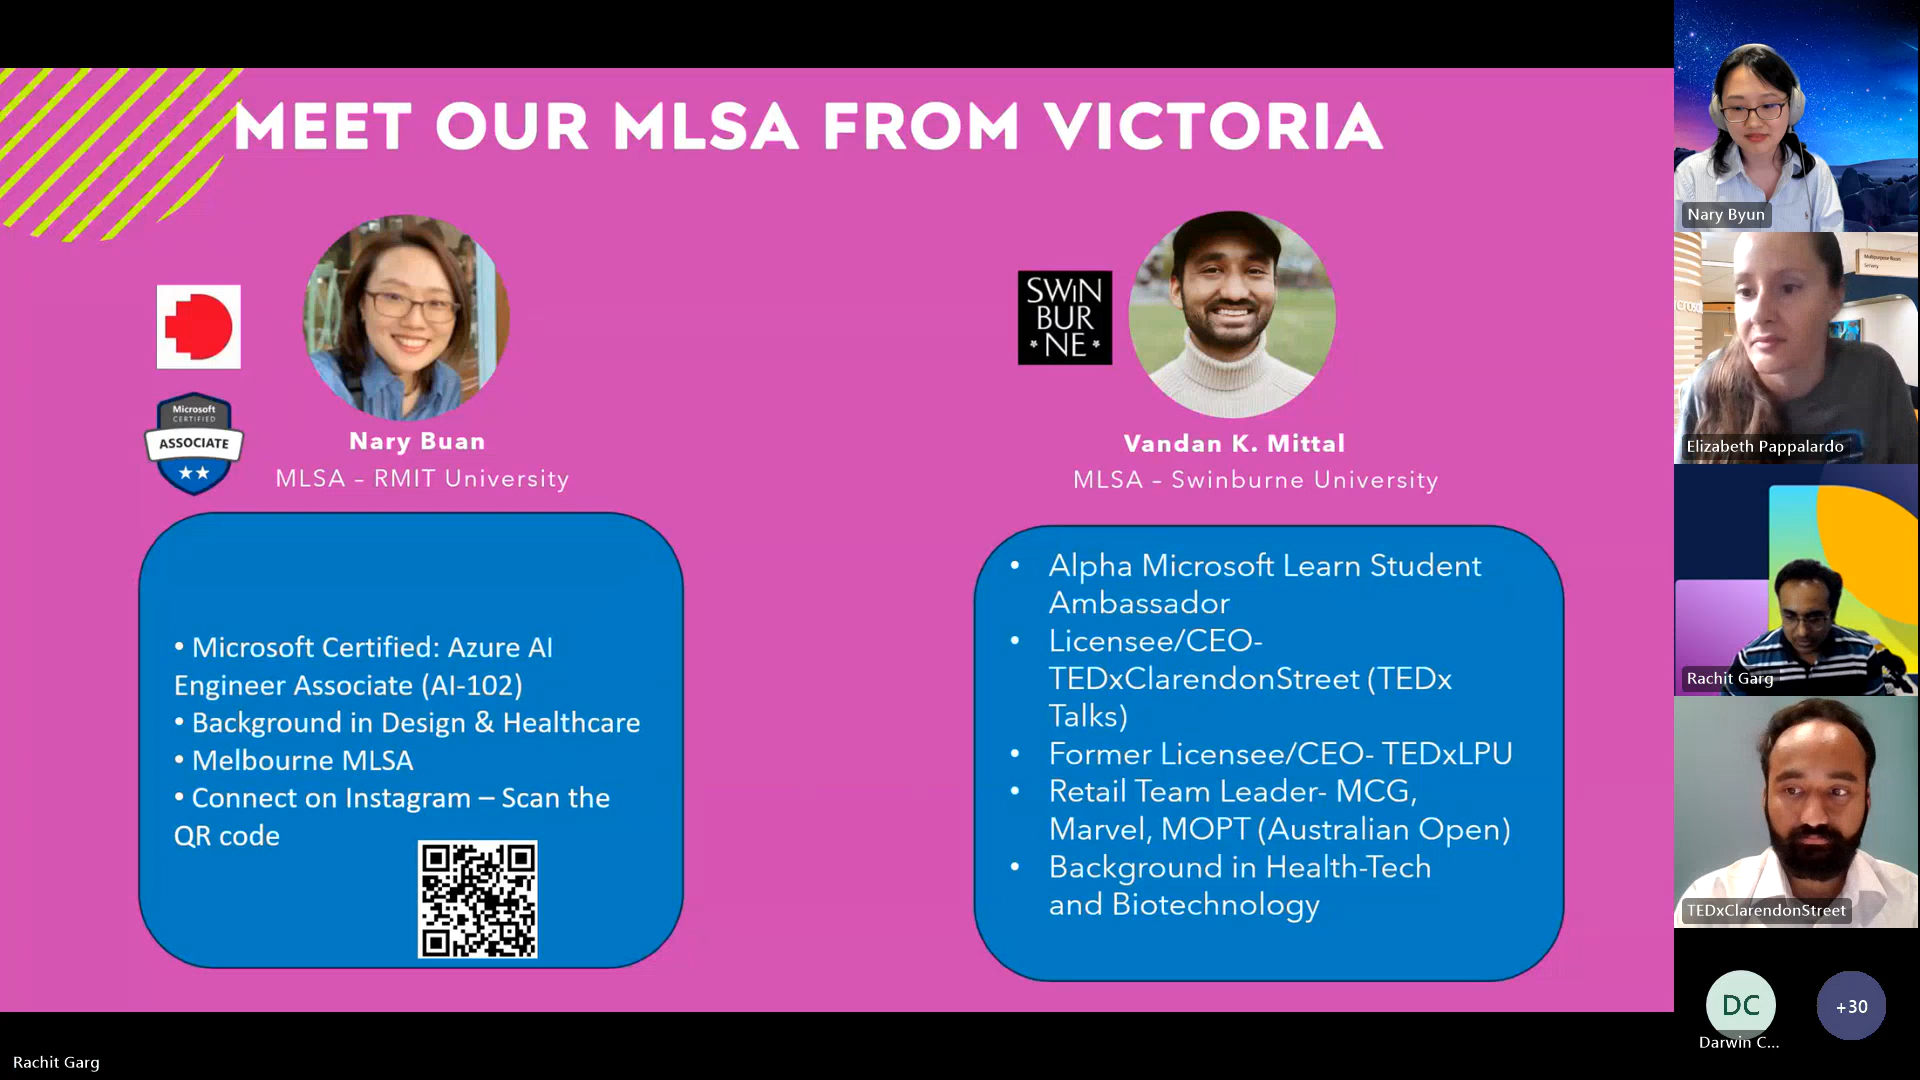 MEET OUR MLSA FROM VICTORIA
Microsoft
CERTIFIED
ASSOCIATE
Nary Buan
MLSA – RMIT University
• Microsoft Certified: Azure AI
Engineer Associate (AI-102)
• Background in Design & Healthcare
• Melbourne MLSA
• Connect on Instagram – Scan the
QR code
SWIN
BUR
NE
Vandan K. Mittal
MLSA – Swinburne University
• Alpha Microsoft Learn Student
Ambassador
• Licensee/CEO-
TEDxClarendonStreet (TEDx
Talks)
• Former Licensee/CEO- TEDxLPU
• Retail Team Leader- MCG,
Marvel, MOPT (Australian Open)
• Background in Health-Tech
and Biotechnology
Nary Byun
Multipurpose Room
Servery
Elizabeth Pappalardo
Rachit Garg
TEDxClarendonStreet
DC
Darwin C...
+30
Rachit Garg